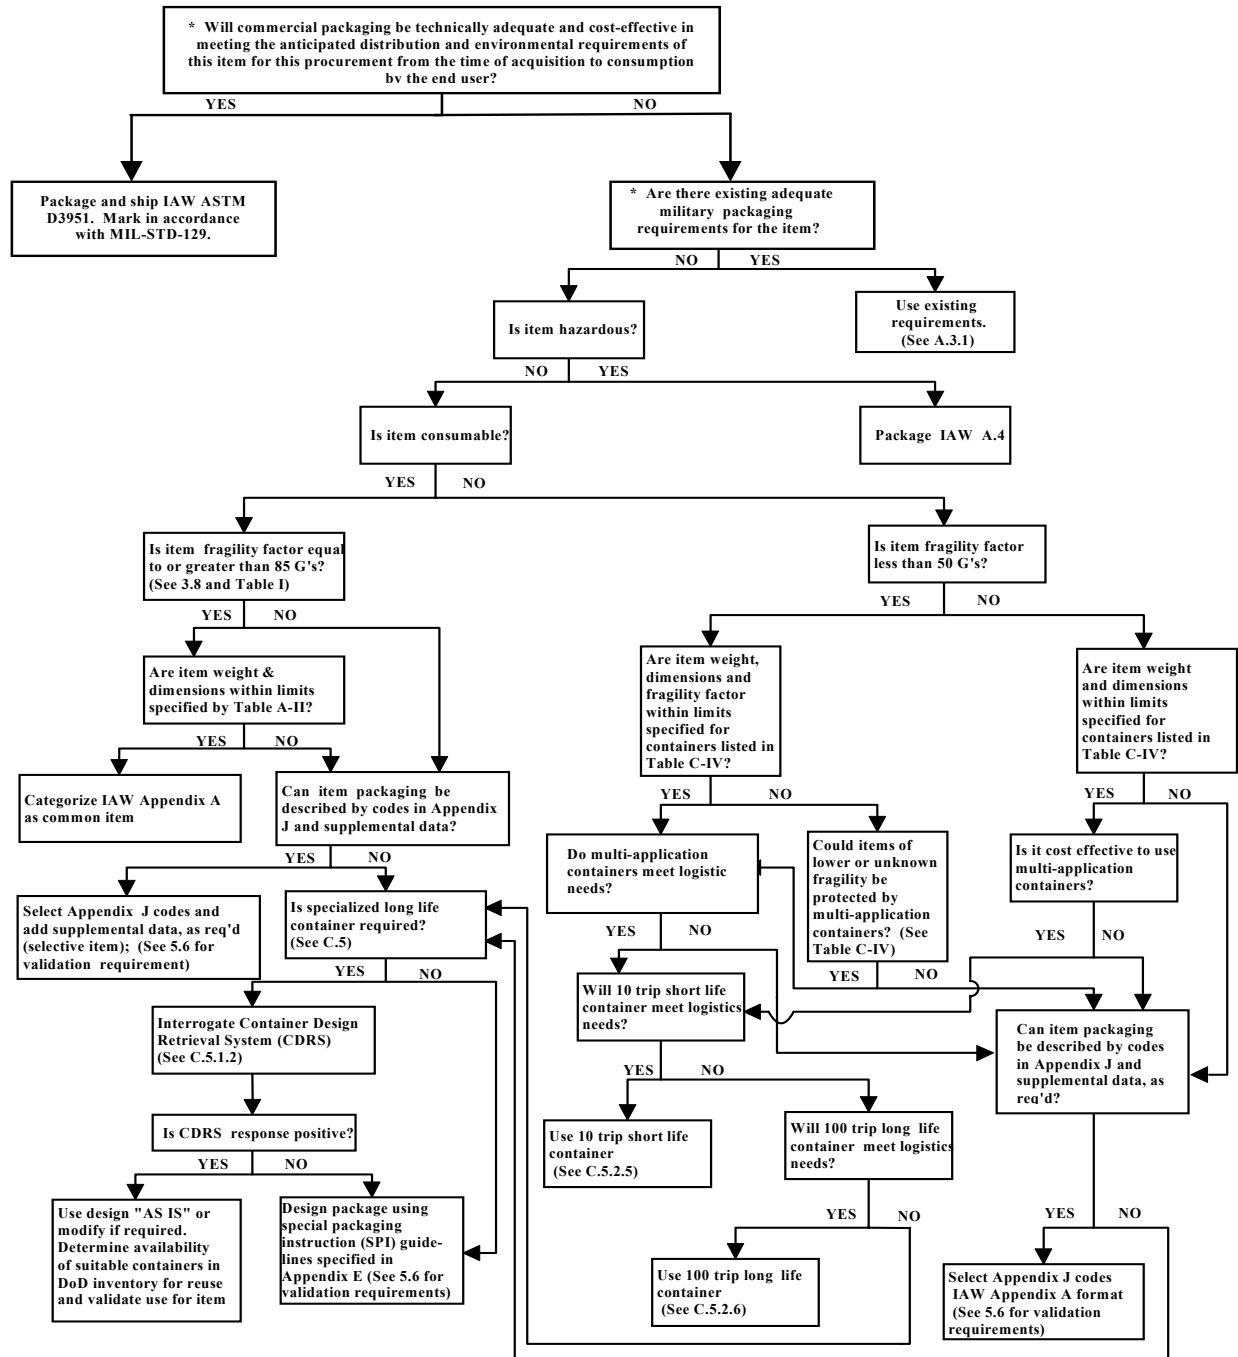 * Will commercial packaging be technically adequate and cost-effective in
meeting the anticipated distribution and environmental requirements of
this item for this procurement from the time of acquisition to consumption
by the end user?
YES
NO
Package and ship IAW ASTM
D3951. Mark in accordance
with MIL-STD-129.
* Are there existing adequate
military packaging
requirements for the item?
NO
YES
Is item hazardous?
Use existing
requirements.
(See A.3.1)
NO
YES
Is item consumable?
Package IAW A.4
YES
NO
Is item fragility factor equal
to or greater than 85 G's?
(See 3.8 and Table I)
Is item fragility factor
less than 50 G's?
YES
NO
YES
NO
Are item weight &
dimensions within limits
specified by Table A-II?
Are item weight,
dimensions and
fragility factor
within limits
specified for
containers listed in
Table C-IV?
Are item weight
and dimensions
within limits
specified for
containers listed in
Table C-IV?
YES
NO
YES
NO
YES
NO
Categorize IAW Appendix A
as common item
Can item packaging be
described by codes in Appendix
J and supplemental data?
Do multi-application
containers meet logistic
needs?
Could items of
lower or unknown
fragility be
protected by
multi-application
containers? (See
Table C-IV)
Is it cost effective to use
multi-application
containers?
YES
NO
YES
NO
YES
NO
YES
NO
Select Appendix J codes and
add supplemental data, as req'd
(selective item); (See 5.6 for
validation requirement)
Is specialized long life
container required?
(See C.5)
YES
NO
Will 10 trip short life
container meet logistics
needs?
Can item packaging
be described by codes
in Appendix J and
supplemental data, as
req'd?
Interrogate Container Design
Retrieval System (CDRS)
(See C.5.1.2)
YES
NO
Is CDRS response positive?
Use 10 trip short life
container
(See C.5.2.5)
Will 100 trip long life
container meet logistics
needs?
YES
NO
Use design "AS IS" or
modify if required.
Determine availability
of suitable containers in
DoD inventory for reuse
and validate use for item
Design package using
special packaging
instruction (SPI) guide-
lines specified in
Appendix E (See 5.6 for
validation requirements)
YES
NO
YES
NO
Use 100 trip long life
container
(See C.5.2.6)
Select Appendix J codes
IAW Appendix A format
(See 5.6 for validation
requirements)